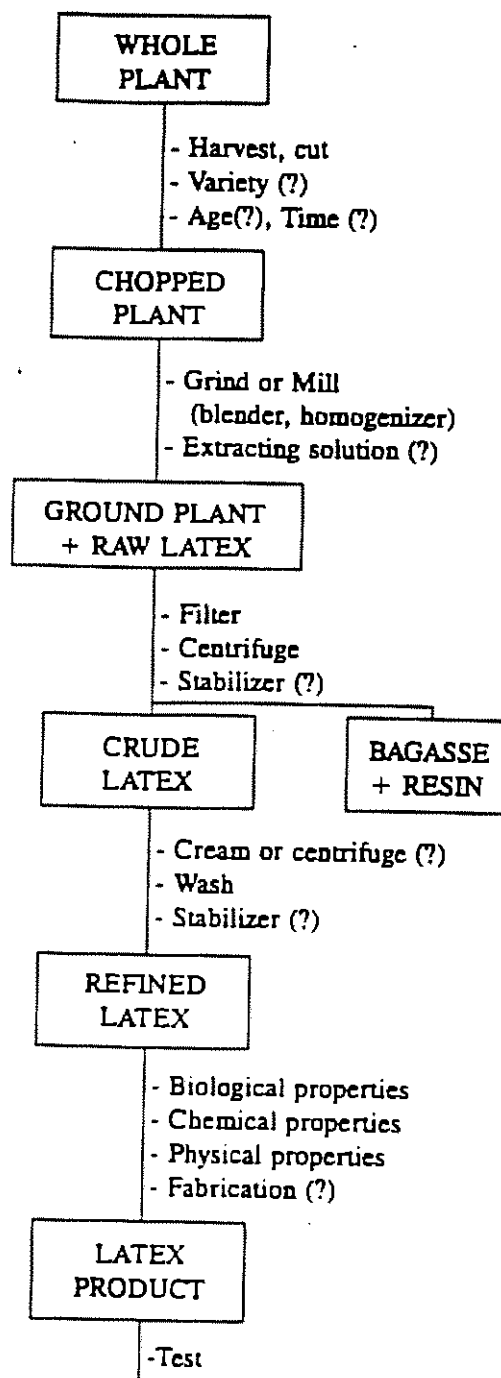 WHOLE
PLANT
- Harvest, cut
- Variety (?)
- Age(?), Time (?)
CHOPPED
PLANT
- Grind or Mill
(blender, homogenizer)
- Extracting solution (?)
GROUND PLANT
+ RAW LATEX
- Filter
- Centrifuge
- Stabilizer (?)
CRUDE
LATEX
BAGASSE
+ RESIN
- Cream or centrifuge (?)
- Wash
- Stabilizer (?)
REFINED
LATEX
- Biological properties
- Chemical properties
- Physical properties
- Fabrication (?)
LATEX
PRODUCT
-Test